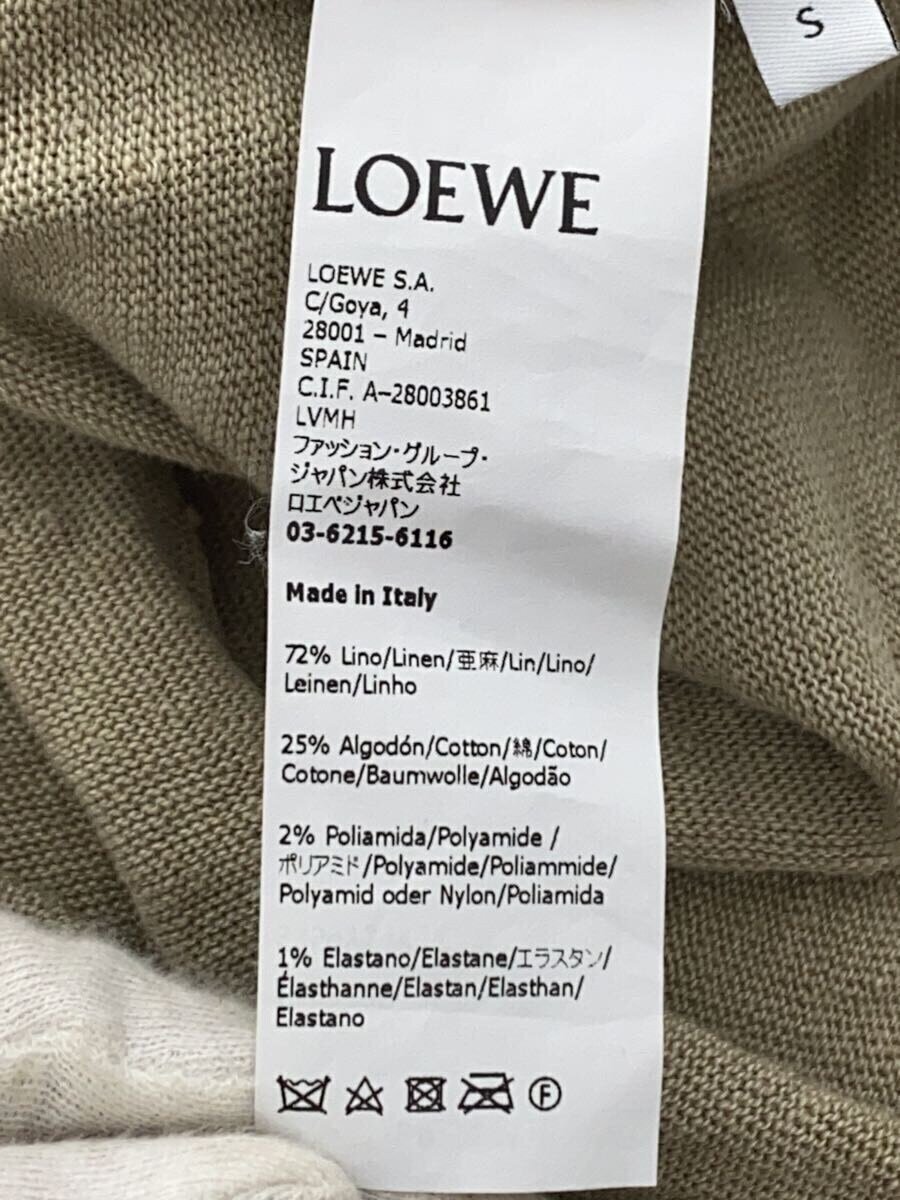 S
LOEWE
LOEWE S.A.
C/Goya, 4
28001 – Madrid
SPAIN
C.I.F. A–28003861
LVMH
ファッション・グループ・
ジャパン株式会社
ロエベジャパン
03-6215-6116
Made in Italy
72% Lino/Linen/亜麻/Lin/Lino/
Leinen/Linho
25% Algodón/Cotton/綿/Coton/
Cotone/Baumwolle/Algodão
2% Poliamida/Polyamide /
ポリアミド/Polyamide/Poliammide/
Polyamid oder Nylon/Poliamida
1% Elastano/Elastane/エラスタン/
Élasthanne/Elastan/Elasthan/
Elastano
F